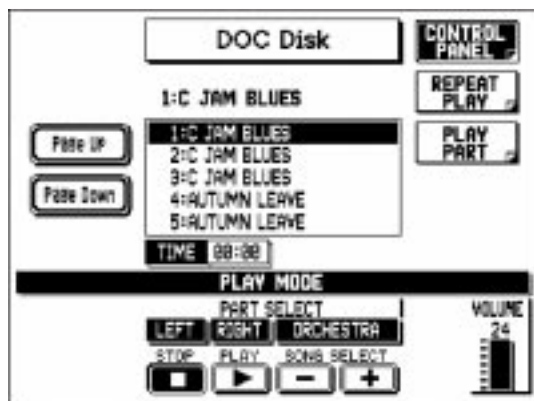 DOC Disk
CONTROL PANEL
1:C JAM BLUES
REPEAT PLAY
PLAY PART
Page UP
Page Down
1:C JAM BLUES
2:C JAM BLUES
3:C JAM BLUES
4:AUTUMN LEAVE
5:AUTUMN LEAVE
TIME 00:00
PLAY MODE
PART SELECT
VOLUME
LEFT RIGHT ORCHESTRA
24
STOP PLAY SONG SELECT
- +